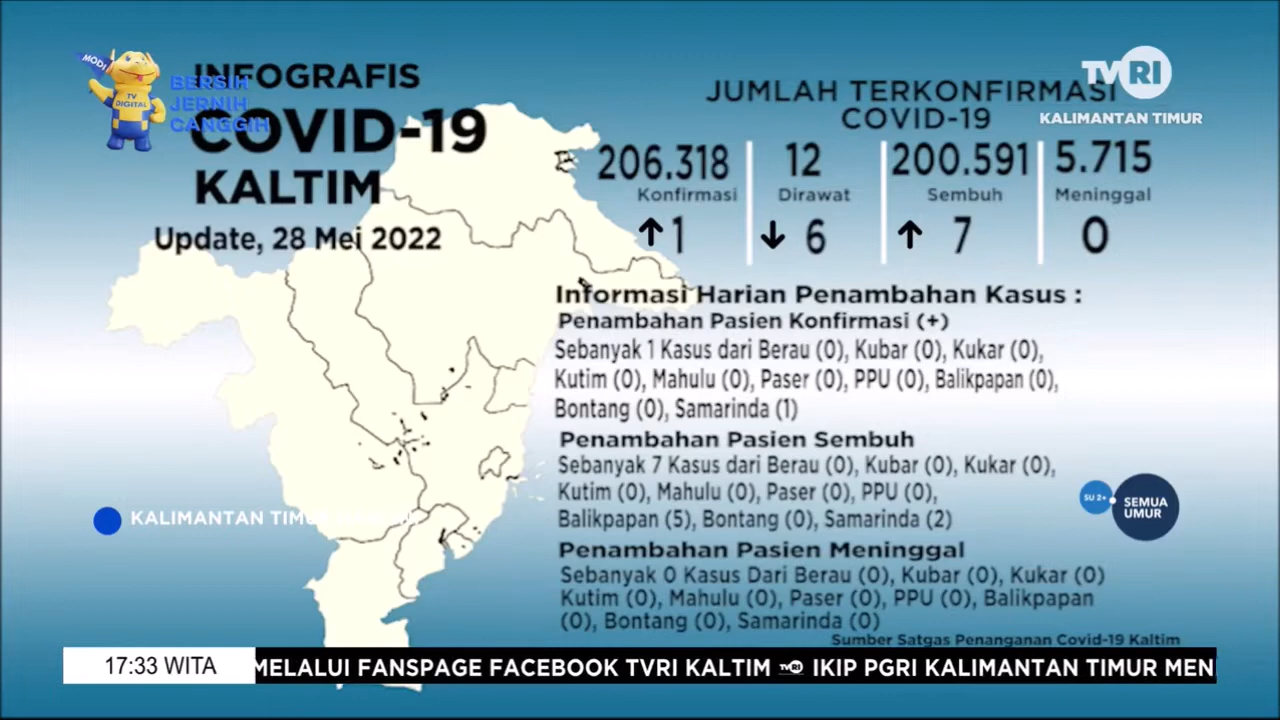 MODI
TV
DIGITAL
BERSIH
JERNIH
CANGGIH
INFOGRAFIS
COVID-19
KALTIM
Update, 28 Mei 2022
TVRI
KALIMANTAN TIMUR
JUMLAH TERKONFIRMASI
COVID-19
206.318 12 200.591 5.715
Konfirmasi Dirawat Sembuh Meninggal
↑ 1 ↓ 6 ↑ 7 0
Informasi Harian Penambahan Kasus :
Penambahan Pasien Konfirmasi (+)
Sebanyak 1 Kasus dari Berau (0), Kubar (0), Kukar (0),
Kutim (0), Mahulu (0), Paser (0), PPU (0), Balikpapan (0),
Bontang (0), Samarinda (1)
Penambahan Pasien Sembuh
Sebanyak 7 Kasus dari Berau (0), Kubar (0), Kukar (0),
Kutim (0), Mahulu (0), Paser (0), PPU (0),
Balikpapan (5), Bontang (0), Samarinda (2)
Penambahan Pasien Meninggal
Sebanyak 0 Kasus Dari Berau (0), Kubar (0), Kukar (0)
Kutim (0), Mahulu (0), Paser (0), PPU (0), Balikpapan
(0), Bontang (0), Samarinda (0)
Sumber Satgas Penanganan Covid-19 Kaltim
SU 2+
SEMUA
UMUR
KALIMANTAN TIMUR
17:33 WITA
MELALUI FANSPAGE FACEBOOK TVRI KALTIM TVRI IKIP PGRI KALIMANTAN TIMUR MEN